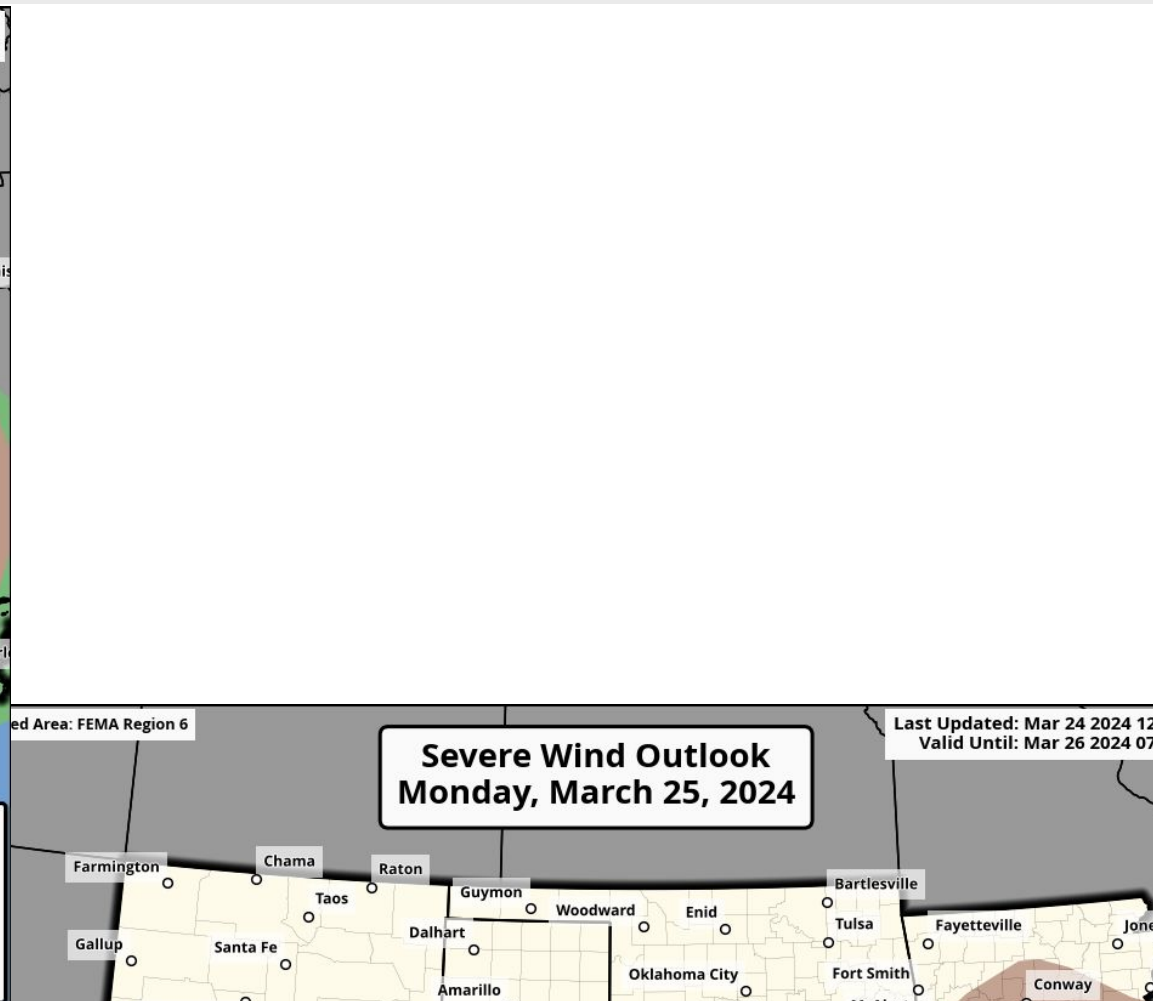 ed Area: FEMA Region 6
Severe Wind Outlook
Monday, March 25, 2024
Last Updated: Mar 24 2024 12
Valid Until: Mar 26 2024 07
Farmington
Chama
Raton
Taos
Guymon
Woodward
Enid
Bartlesville
Gallup
Santa Fe
Dalhart
Tulsa
Fayetteville
Jone
Amarillo
Oklahoma City
Fort Smith
Conway